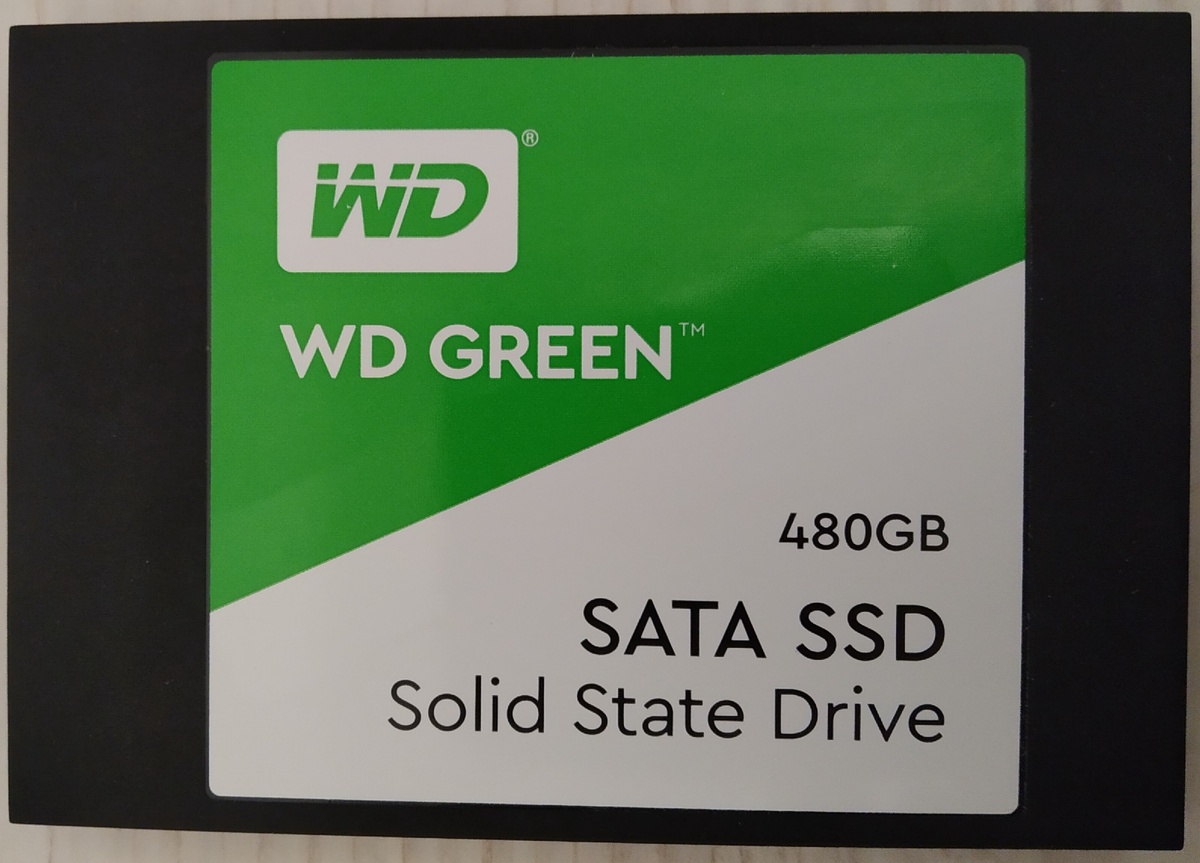 WD®
WD GREEN™
480GB
SATA SSD
Solid State Drive